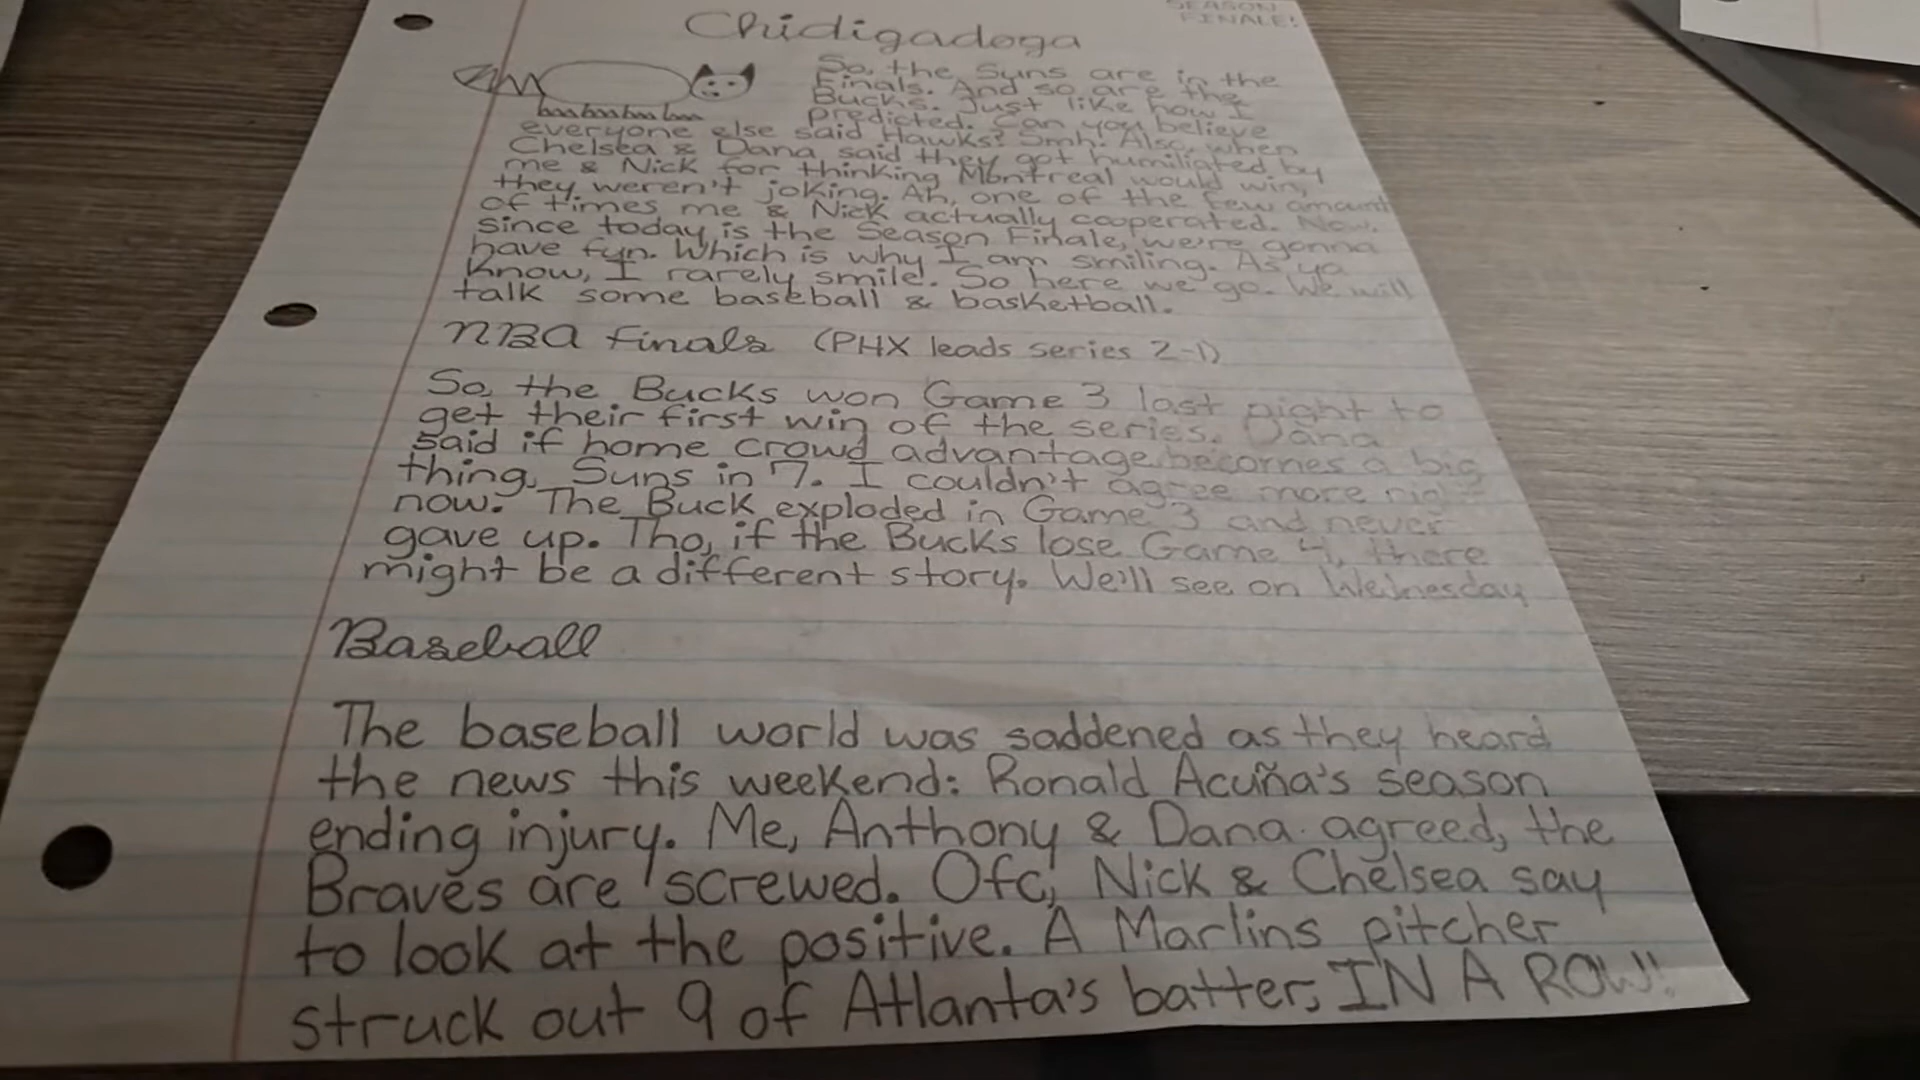 SEASON
FINALE!
Chidigadoga
So, the Suns are in the
Finals. And so are the
Bucks. Just like how I
predicted. Can you believe
everyone else said Hawks? Smh! Also, when
Chelsea & Dana said they got humiliated by
me & Nick for thinking Montreal would win,
they weren't joking. Ah, one of the few amount
of times me & Nick actually cooperated. Now,
since today is the Season Finale, we're gonna
have fun. Which is why I am smiling. As ya
know, I rarely smile. So here we go. We will
talk some baseball & basketball.
NBA Finals (PHX leads series 2-1)
So, the Bucks won Game 3 last night to
get their first win of the series. Dana
said if home crowd advantage becomes a big
thing, Suns in 7. I couldn't agree more
now. The Buck exploded in Game 3 and never
gave up. Tho, if the Bucks lose Game 4, there
might be a different story. We'll see on Wednesday
Baseball
The baseball world was saddened as they heard
the news this weekend: Ronald Acuña's season
ending injury. Me, Anthony & Dana agreed, the
Braves are screwed. Ofc, Nick & Chelsea say
to look at the positive. A Marlins pitcher
struck out 9 of Atlanta's batters IN A ROW!!